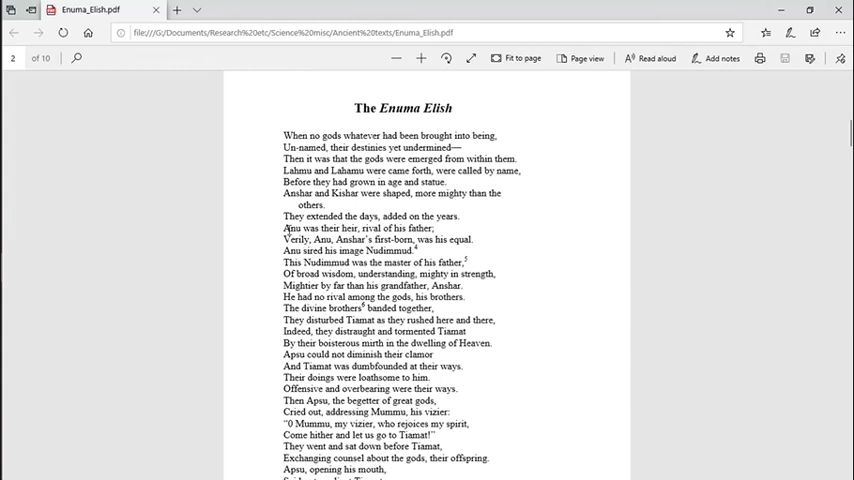 Enuma_Elish.pdf
file:///G:/Documents/Research%20etc/Science%20misc/Ancient%20texts/Enuma_Elish.pdf
2 of 10
Fit to page
Page view
Read aloud
Add notes
The Enuma Elish
When no gods whatever had been brought into being,
Un-named, their destinies yet undermined—
Then it was that the gods were emerged from within them.
Lahmu and Lahamu were came forth, were called by name,
Before they had grown in age and statue.
Anshar and Kishar were shaped, more mighty than the
others.
They extended the days, added on the years.
Anu was their heir, rival of his father;
Verily, Anu, Anshar’s first-born, was his equal.
Anu sired his image Nudimmud.4
This Nudimmud was the master of his father,5
Of broad wisdom, understanding, mighty in strength,
Mightier by far than his grandfather, Anshar.
He had no rival among the gods, his brothers.
The divine brothers6 banded together,
They disturbed Tiamat as they rushed here and there,
Indeed, they distraught and tormented Tiamat
By their boisterous mirth in the dwelling of Heaven.
Apsu could not diminish their clamor
And Tiamat was dumbfounded at their ways.
Their doings were loathsome to him.
Offensive and overbearing were their ways.
Then Apsu, the begetter of great gods,
Cried out, addressing Mummu, his vizier:
“0 Mummu, my vizier, who rejoices my spirit,
Come hither and let us go to Tiamat!”
They went and sat down before Tiamat,
Exchanging counsel about the gods, their offspring.
Apsu, opening his mouth,